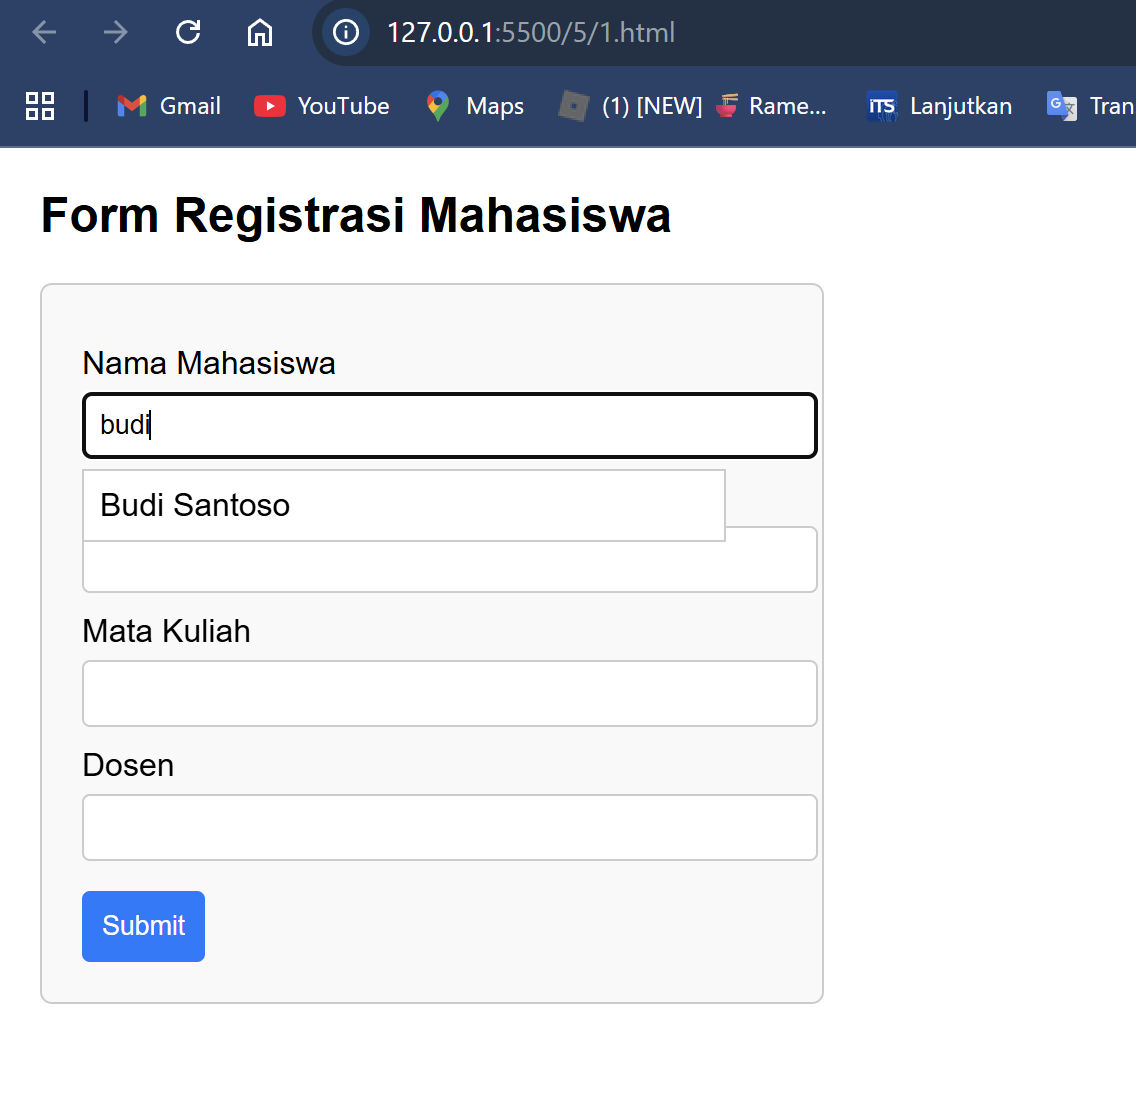 127.0.0.1:5500/5/1.html
Gmail YouTube Maps (1) [NEW] 🍜 Rame... iTS Lanjutkan G 文 Tran
Form Registrasi Mahasiswa
Nama Mahasiswa
budi
Budi Santoso
Mata Kuliah
Dosen
Submit